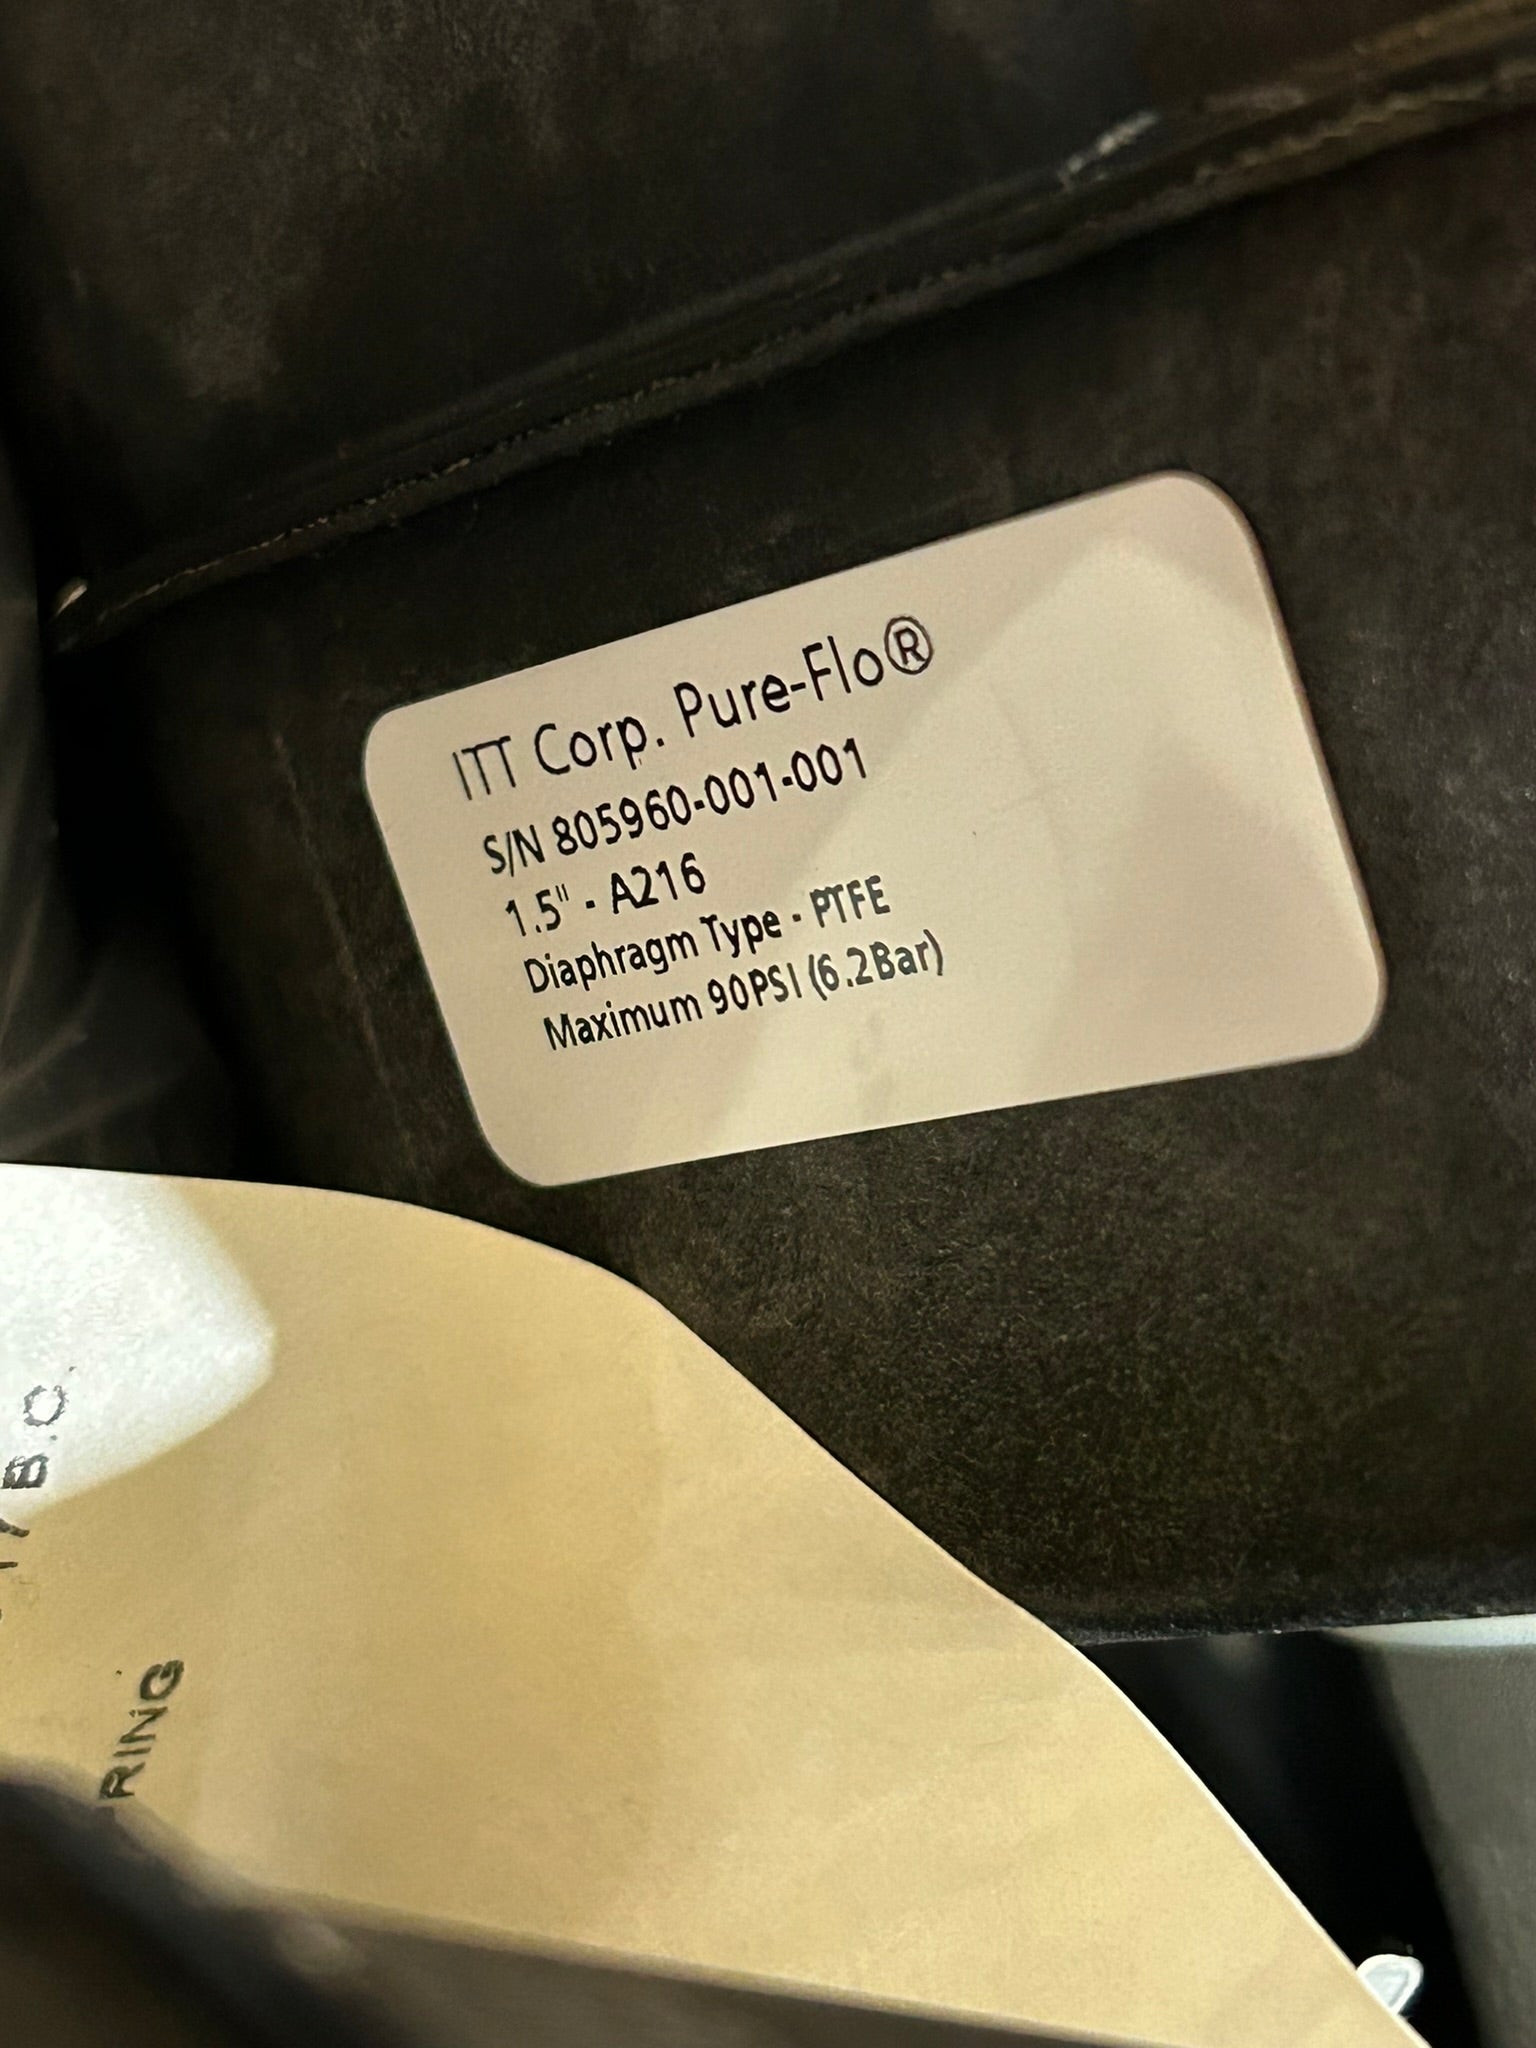 ITT Corp. Pure-Flo®
S/N 805960-001-001
1.5" - A216
Diaphragm Type - PTFE
Maximum 90PSI (6.2Bar)
B.C.
RING